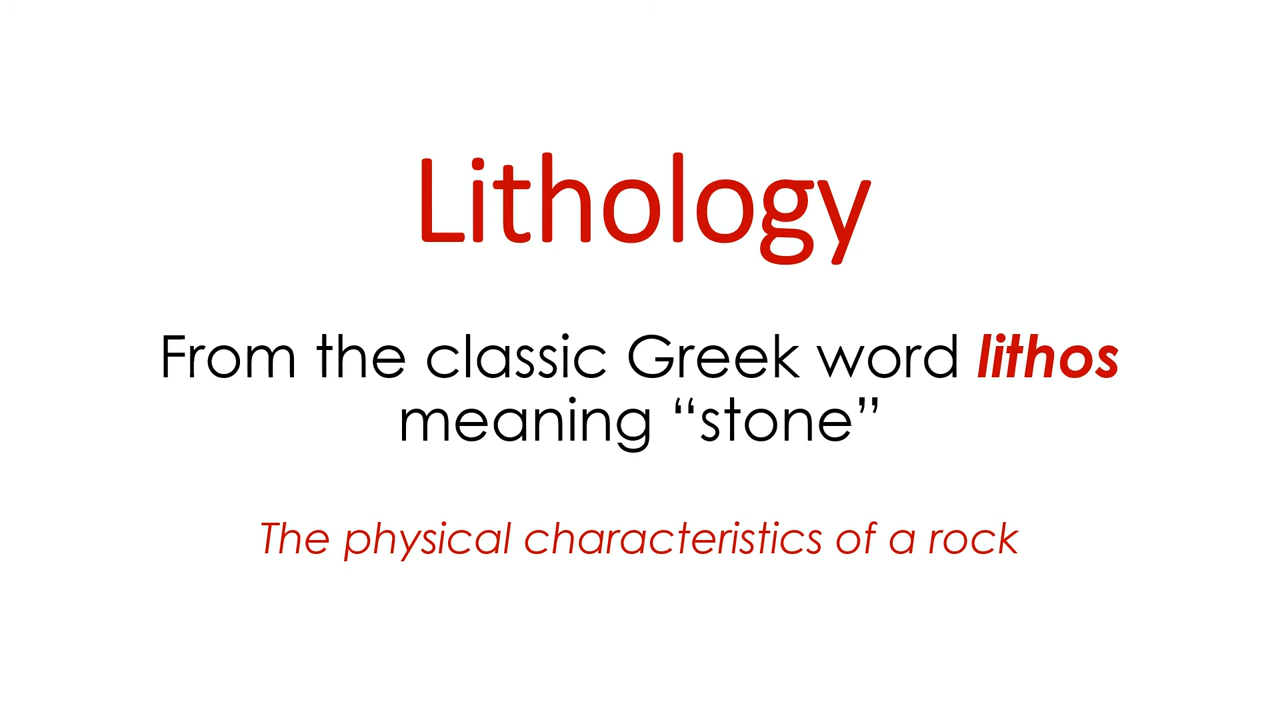 Lithology
From the classic Greek word lithos
meaning “stone”
The physical characteristics of a rock